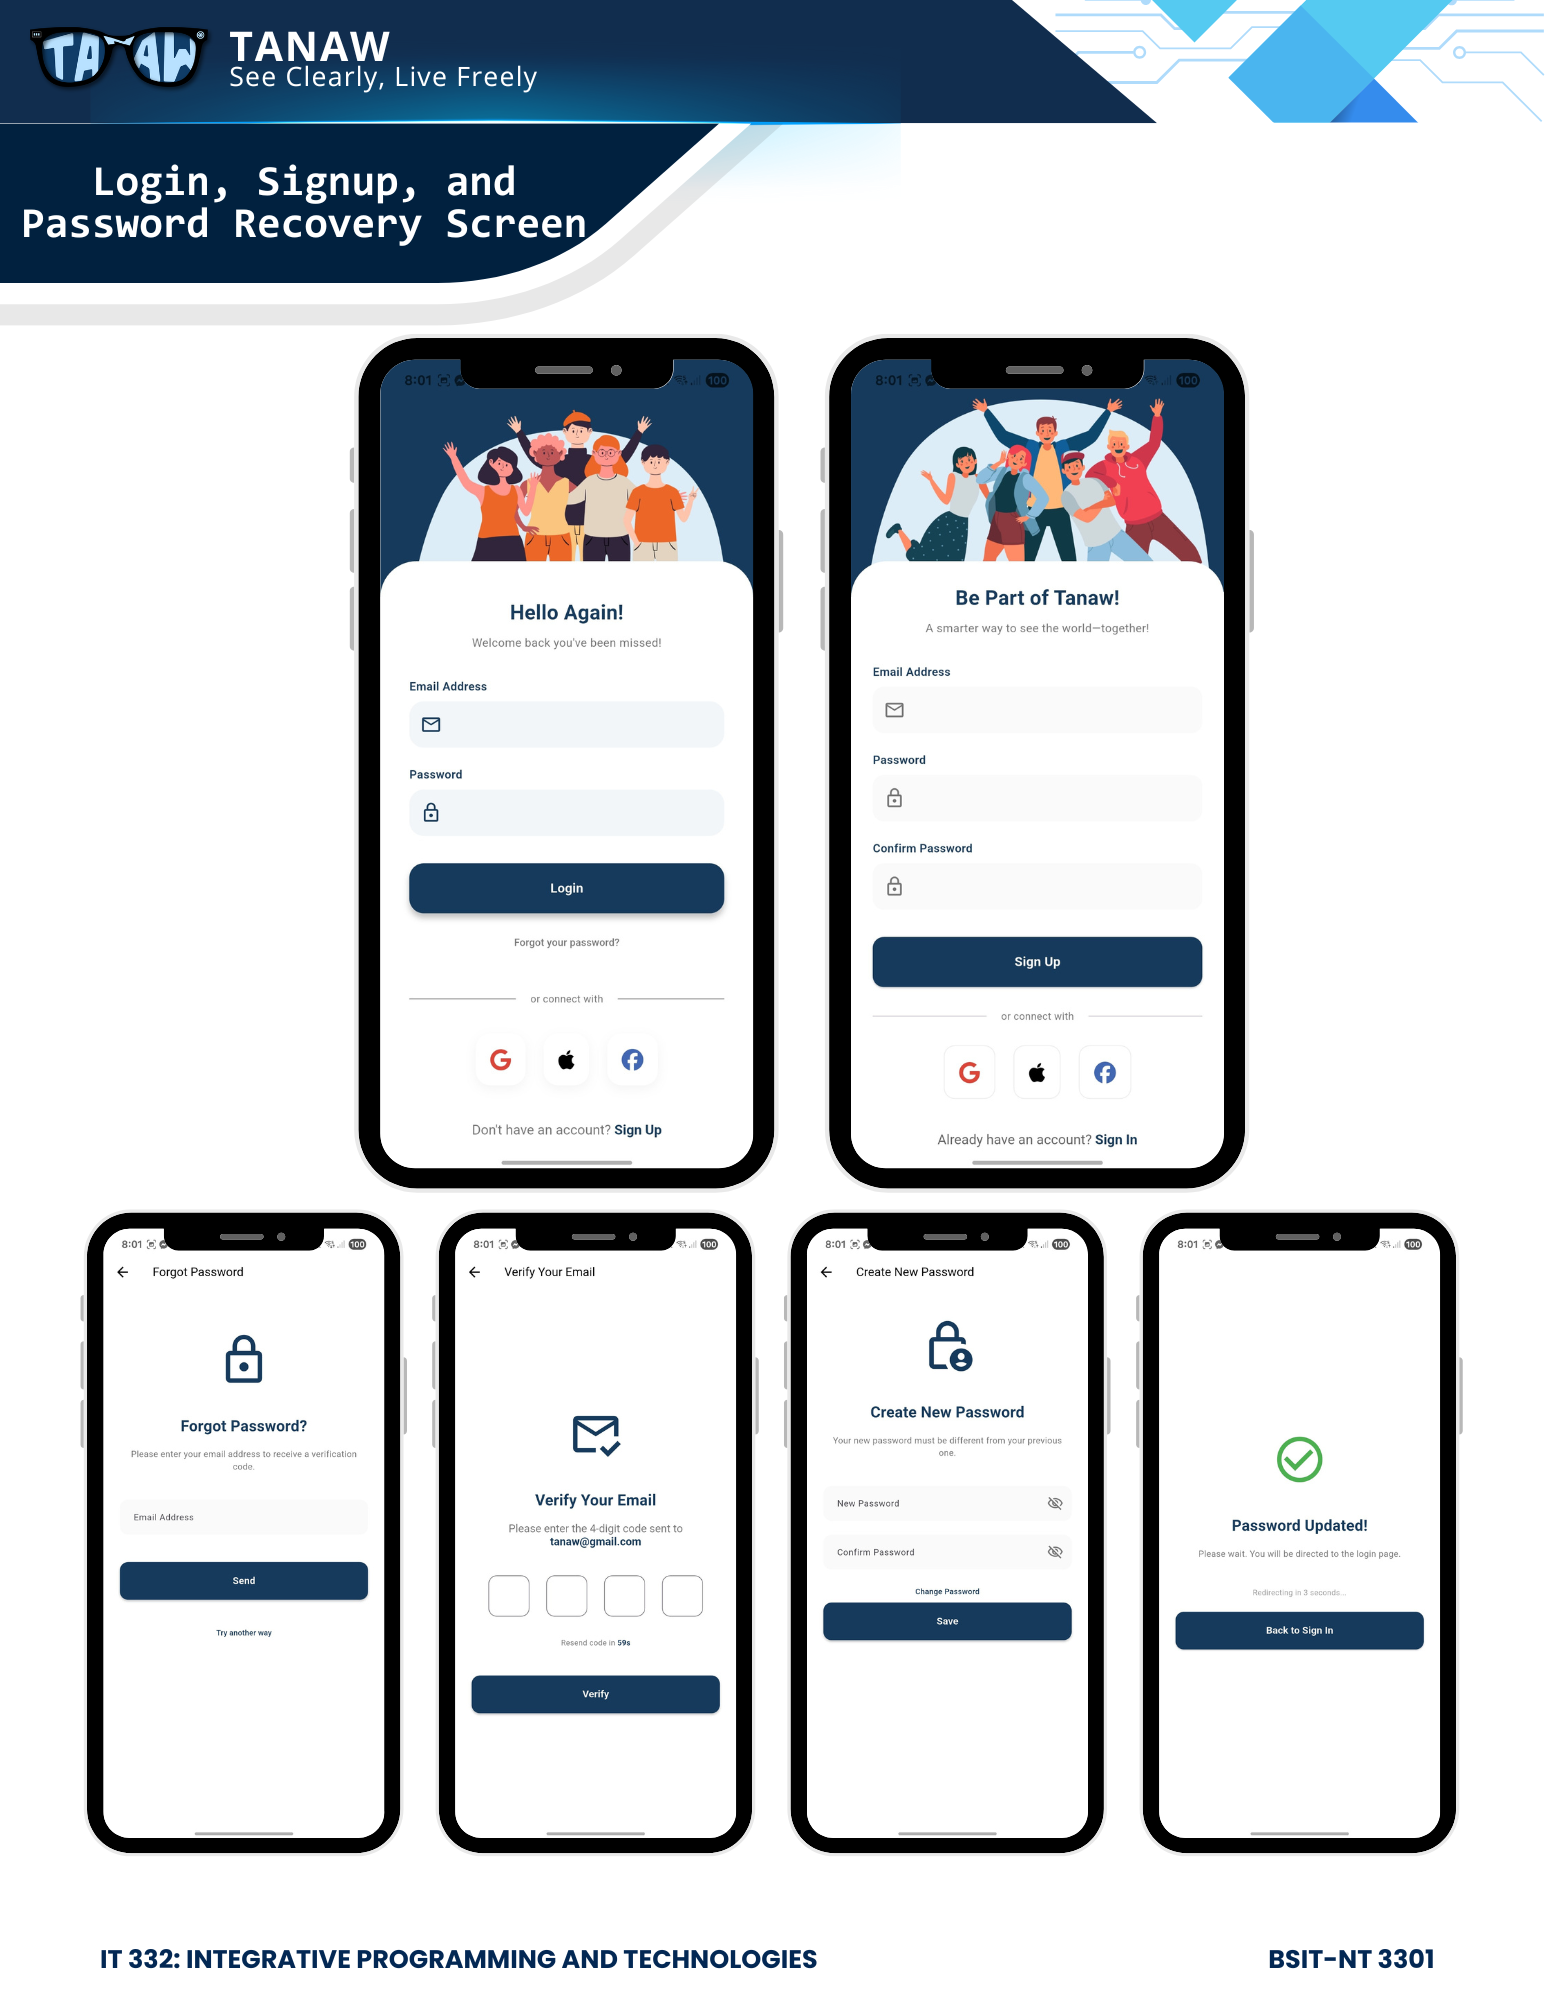 TANAW
TANAW
See Clearly, Live Freely
Login, Signup, and
Password Recovery Screen
8:01
100
Hello Again!
Welcome back you've been missed!
Email Address
Password
Login
Forgot your password?
or connect with
Don't have an account? Sign Up
8:01
100
Be Part of Tanaw!
A smarter way to see the world—together!
Email Address
Password
Confirm Password
Sign Up
or connect with
Already have an account? Sign In
8:01
100
Forgot Password
Forgot Password?
Please enter your email address to receive a verification
code.
Email Address
Send
Try another way
8:01
100
Verify Your Email
Verify Your Email
Please enter the 4-digit code sent to
tanaw@gmail.com
Resend code in 59s
Verify
8:01
100
Create New Password
Create New Password
Your new password must be different from your previous
one.
New Password
Confirm Password
Change Password
Save
8:01
100
Password Updated!
Please wait. You will be directed to the login page.
Redirecting in 3 seconds...
Back to Sign In
IT 332: INTEGRATIVE PROGRAMMING AND TECHNOLOGIES
BSIT-NT 3301